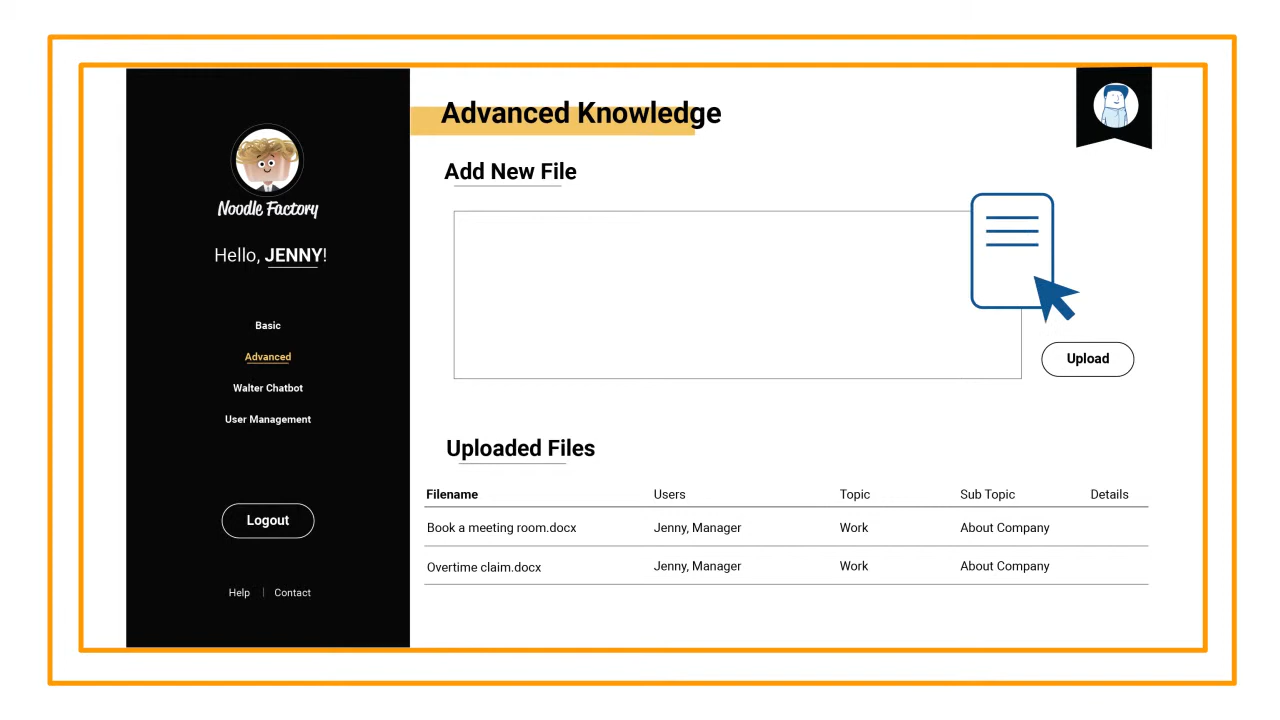 Noodle Factory
Hello, JENNY!
Basic
Advanced
Walter Chatbot
User Management
Logout
Help | Contact
Advanced Knowledge
Add New File
Upload
Uploaded Files
Filename Users Topic Sub Topic Details
Book a meeting room.docx Jenny, Manager Work About Company
Overtime claim.docx Jenny, Manager Work About Company